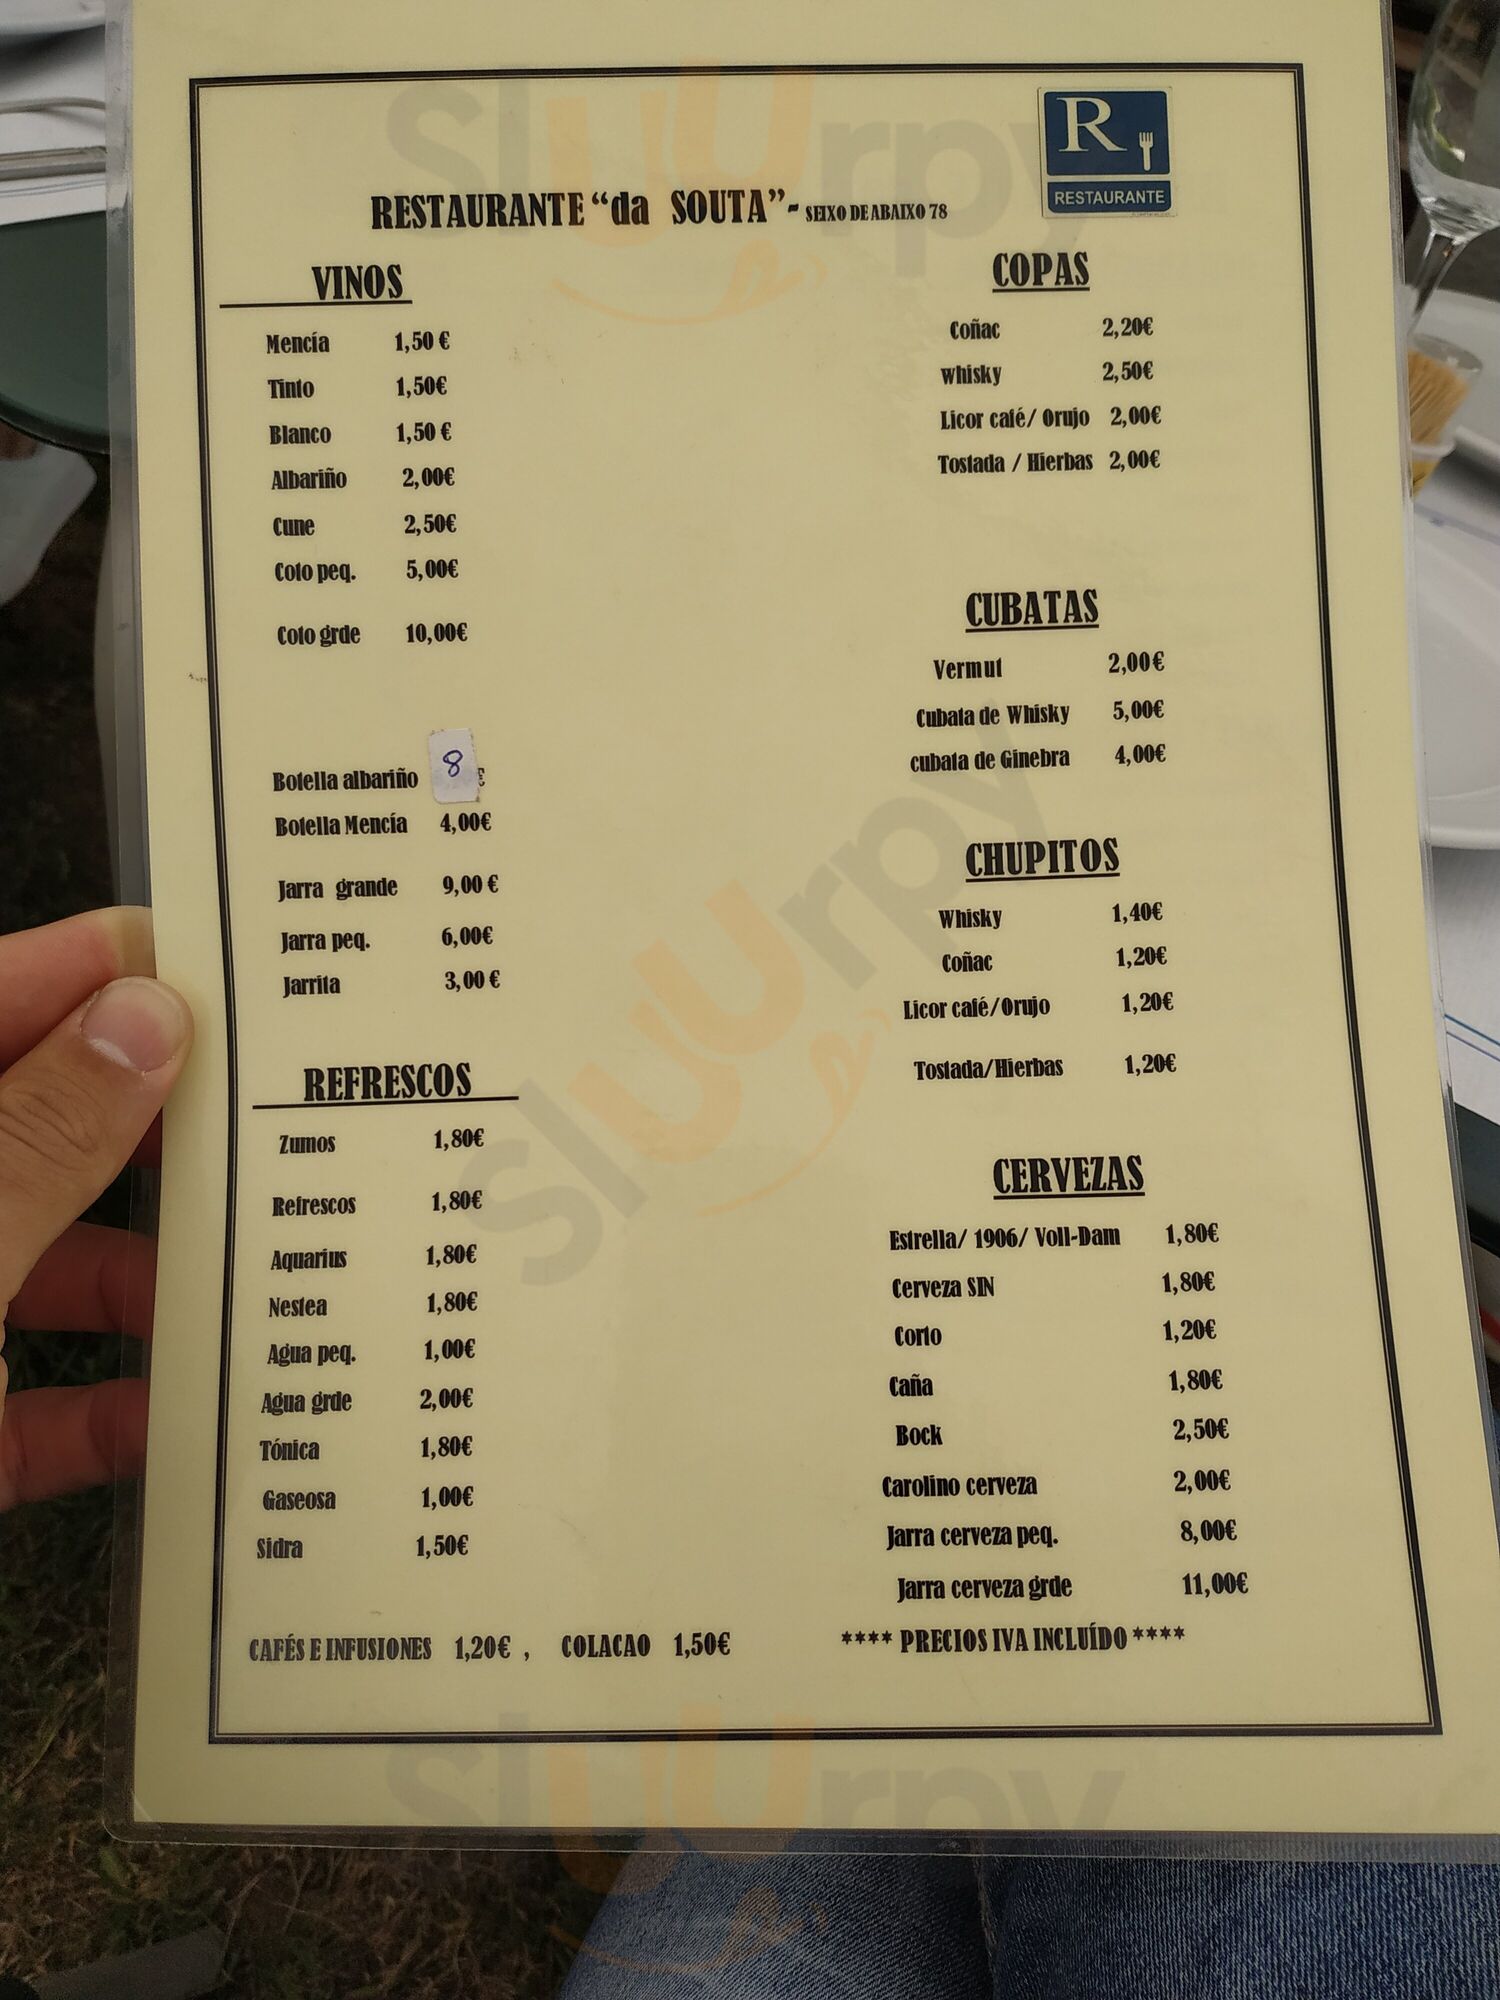 R
RESTAURANTE
RESTAURANTE “da SOUTA”- SEIXO DE ABAIXO 78
VINOS
Mencía 1,50 €
Tinto 1,50€
Blanco 1,50 €
Albariño 2,00€
Cune 2,50€
Coto peq. 5,00€
Coto grde 10,00€
Botella albariño 8 €
Botella Mencía 4,00€
Jarra grande 9,00 €
Jarra peq. 6,00€
Jarrita 3,00 €
REFRESCOS
Zumos 1,80€
Refrescos 1,80€
Aquarius 1,80€
Nestea 1,80€
Agua peq. 1,00€
Agua grde 2,00€
Tónica 1,80€
Gaseosa 1,00€
Sidra 1,50€
CAFÉS E INFUSIONES 1,20€ , COLACAO 1,50€
COPAS
Coñac 2,20€
whisky 2,50€
Licor café/ Orujo 2,00€
Tostada / Hierbas 2,00€
CUBATAS
Vermut 2,00€
Cubata de Whisky 5,00€
cubata de Ginebra 4,00€
CHUPITOS
Whisky 1,40€
Coñac 1,20€
Licor café/Orujo 1,20€
Tostada/Hierbas 1,20€
CERVEZAS
Estrella/ 1906/ Voll-Dam 1,80€
Cerveza SIN 1,80€
Corto 1,20€
Caña 1,80€
Bock 2,50€
Carolino cerveza 2,00€
Jarra cerveza peq. 8,00€
Jarra cerveza grde 11,00€
**** PRECIOS IVA INCLUÍDO ****
Sluurpy
Sluurpy
Sluurpy